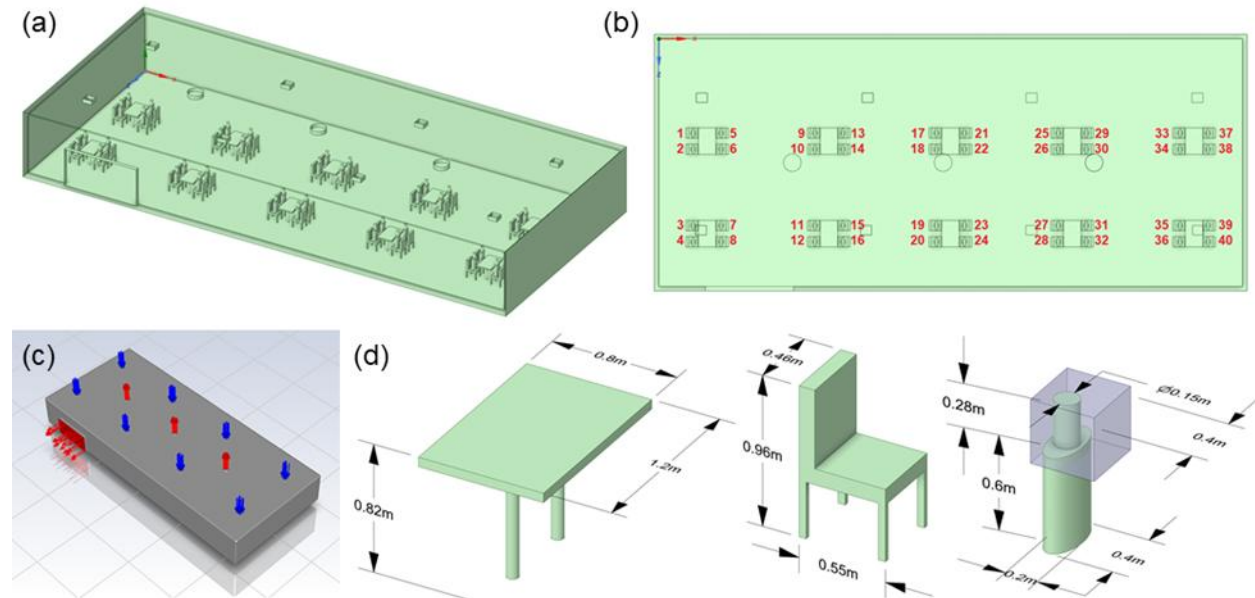 (a)
(b)
1 5 9 13 17 21 25 29 33 37
2 6 10 14 18 22 26 30 34 38
3 7 11 15 19 23 27 31 35 39
4 8 12 16 20 24 28 32 36 40
(c)
(d)
0.8m
1.2m
0.82m
0.46m
0.96m
0.55m
Ø0.15m
0.28m
0.4m
0.6m
0.4m
0.2m